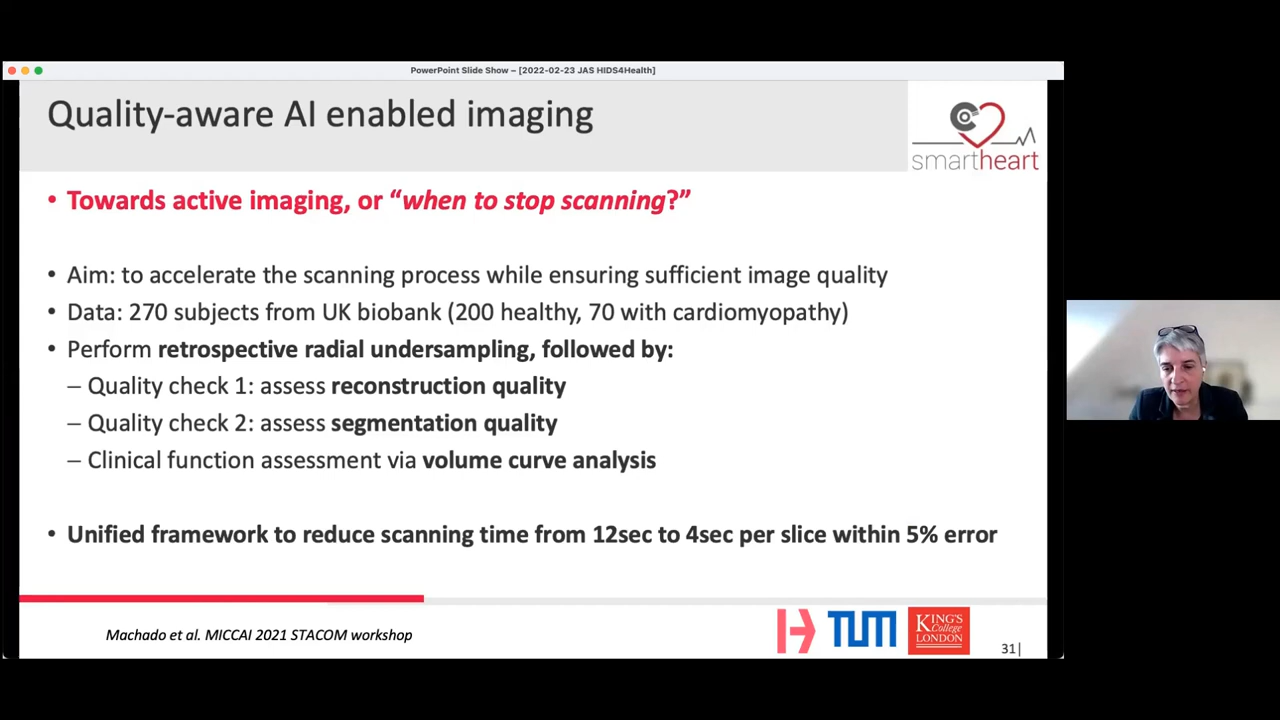 PowerPoint Slide Show – [2022-02-23 JAS HIDS4Health]
Quality-aware AI enabled imaging
smartheart
• Towards active imaging, or “when to stop scanning?”
• Aim: to accelerate the scanning process while ensuring sufficient image quality
• Data: 270 subjects from UK biobank (200 healthy, 70 with cardiomyopathy)
• Perform retrospective radial undersampling, followed by:
– Quality check 1: assess reconstruction quality
– Quality check 2: assess segmentation quality
– Clinical function assessment via volume curve analysis
• Unified framework to reduce scanning time from 12sec to 4sec per slice within 5% error
Machado et al. MICCAI 2021 STACOM workshop
TUM
KING'S
College
LONDON
31|